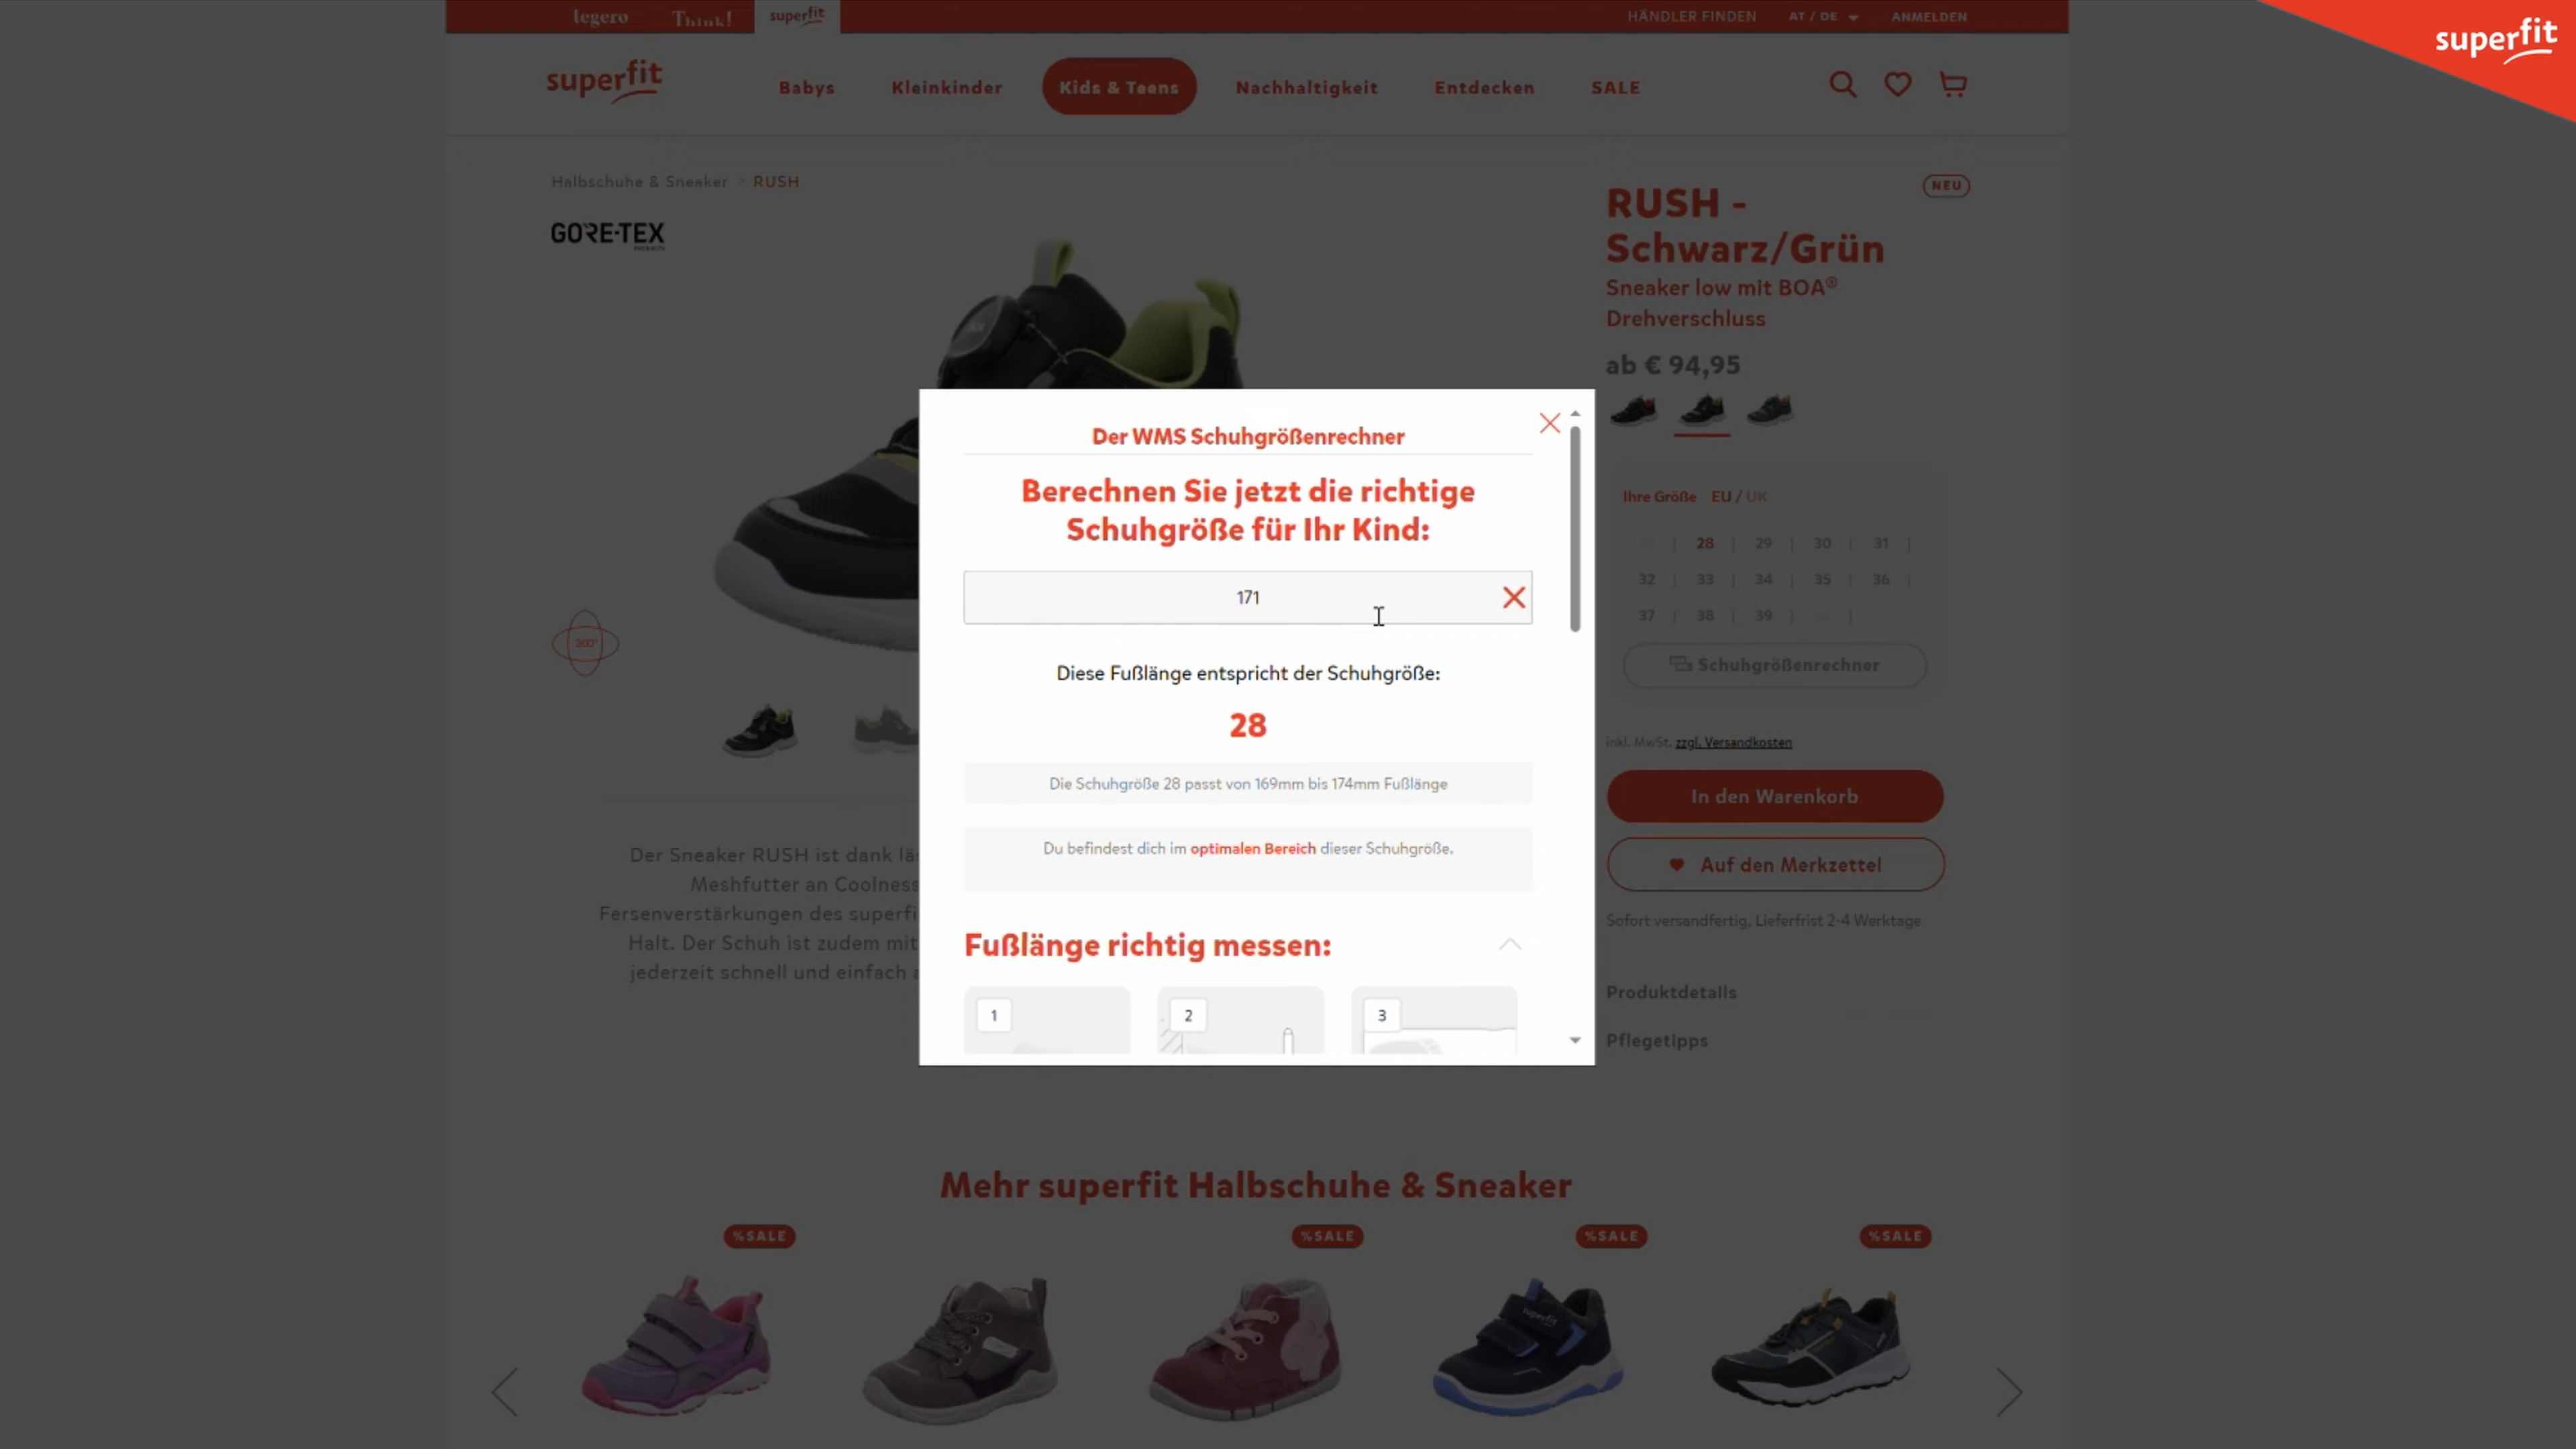 legero Think! superfit
HÄNDLER FINDEN AT / DE ANMELDEN
superfit
superfit Babys Kleinkinder Kids & Teens Nachhaltigkeit Entdecken SALE
Halbschuhe & Sneaker > RUSH
GORE-TEX
NEU
RUSH -
Schwarz/Grün
Sneaker low mit BOA®
Drehverschluss
ab € 94,95
Ihre Größe EU / UK
28 | 29 | 30 | 31 |
32 | 33 | 34 | 35 | 36 |
37 | 38 | 39 |
Schuhgrößenrechner
inkl. MwSt. zzgl. Versandkosten
In den Warenkorb
Auf den Merkzettel
Sofort versandfertig, Lieferfrist 2-4 Werktage
Produktdetails
Pflegetipps
360°
Der WMS Schuhgrößenrechner
Berechnen Sie jetzt die richtige
Schuhgröße für Ihr Kind:
171
Diese Fußlänge entspricht der Schuhgröße:
28
Die Schuhgröße 28 passt von 169mm bis 174mm Fußlänge
Du befindest dich im optimalen Bereich dieser Schuhgröße.
Fußlänge richtig messen:
1 2 3
Der Sneaker RUSH ist dank
Meshfutter an Coolness
Fersenverstärkungen des
Halt. Der Schuh ist zudem mit
jederzeit schnell und einfach
Mehr superfit Halbschuhe & Sneaker
%SALE %SALE %SALE %SALE
superfit